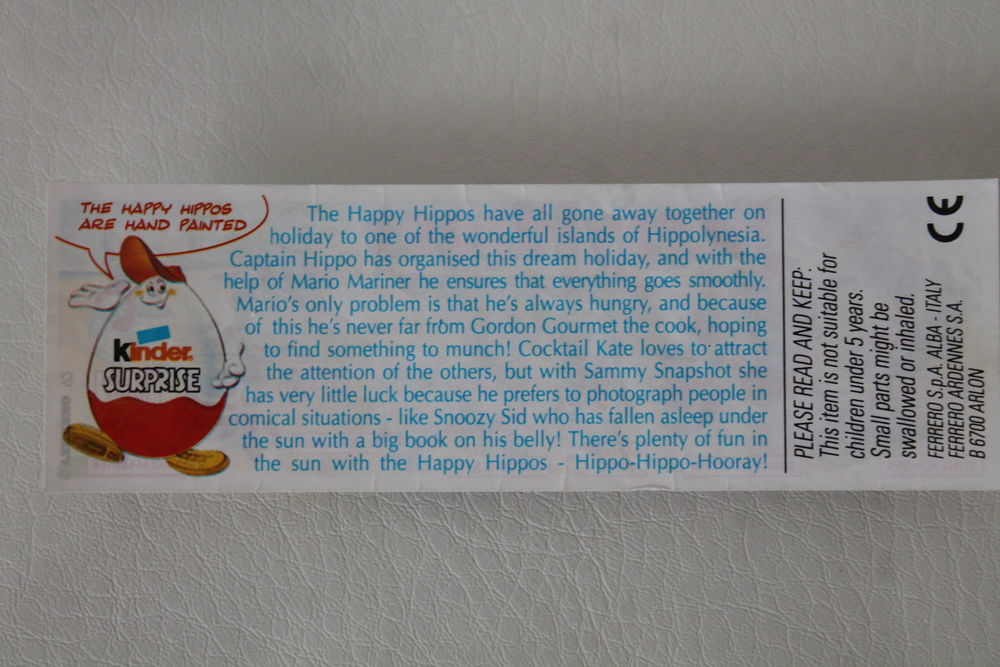 THE HAPPY HIPPOS
ARE HAND PAINTED
Kinder
SURPRISE
The Happy Hippos have all gone away together on
holiday to one of the wonderful islands of Hippolynesia.
Captain Hippo has organised this dream holiday, and with the
help of Mario Mariner he ensures that everything goes smoothly.
Mario's only problem is that he's always hungry, and because
of this he's never far from Gordon Gourmet the cook, hoping
to find something to munch! Cocktail Kate loves to attract
the attention of the others, but with Sammy Snapshot she
has very little luck because he prefers to photograph people in
comical situations - like Snoozy Sid who has fallen asleep under
the sun with a big book on his belly! There's plenty of fun in
the sun with the Happy Hippos - Hippo-Hippo-Hooray!
PLEASE READ AND KEEP:
This item is not suitable for
children under 5 years.
Small parts might be
swallowed or inhaled.
FERRERO S.p.A. ALBA - ITALY
FERRERO ARDENNES S.A.
B 6700 ARLON
CE